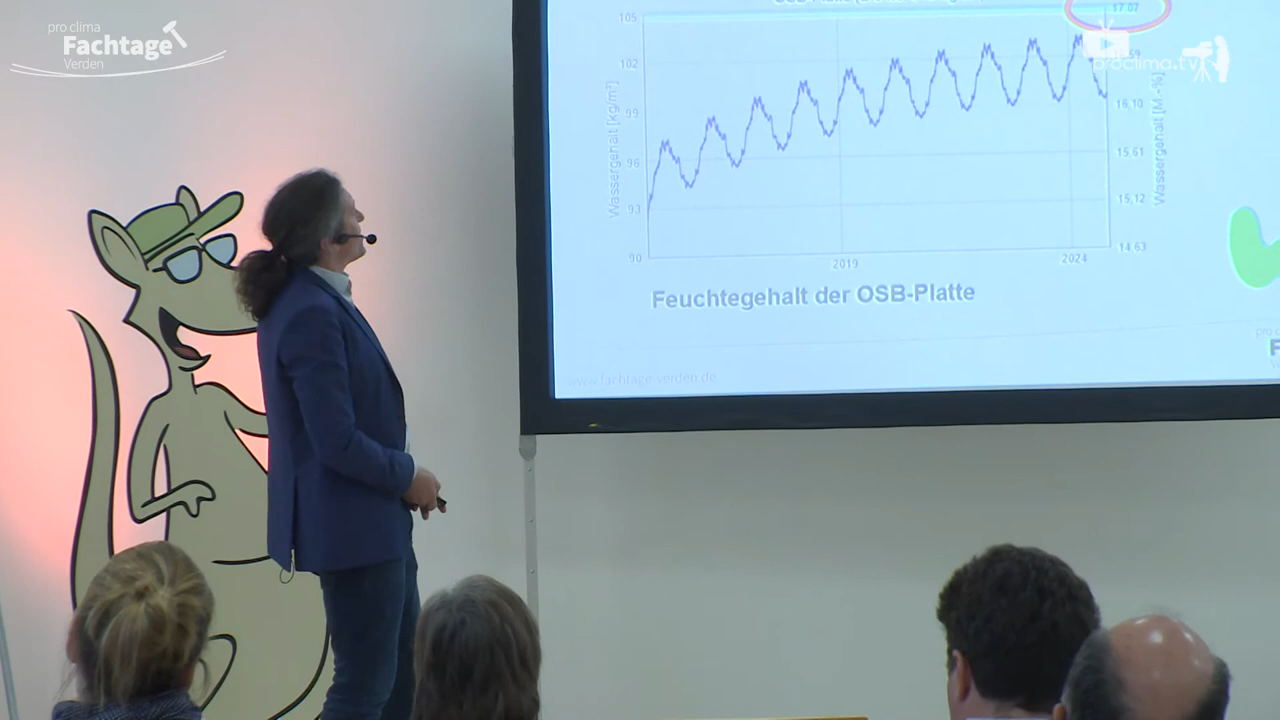 pro clima
Fachtage
Verden
17,07
105
102
99
96
93
90
Wassergehalt [kg/m³]
2019
2024
16,10
15,61
15,12
14,63
Wassergehalt [M.-%]
proclima.tv
Feuchtegehalt der OSB-Platte
www.fachtage-verden.de